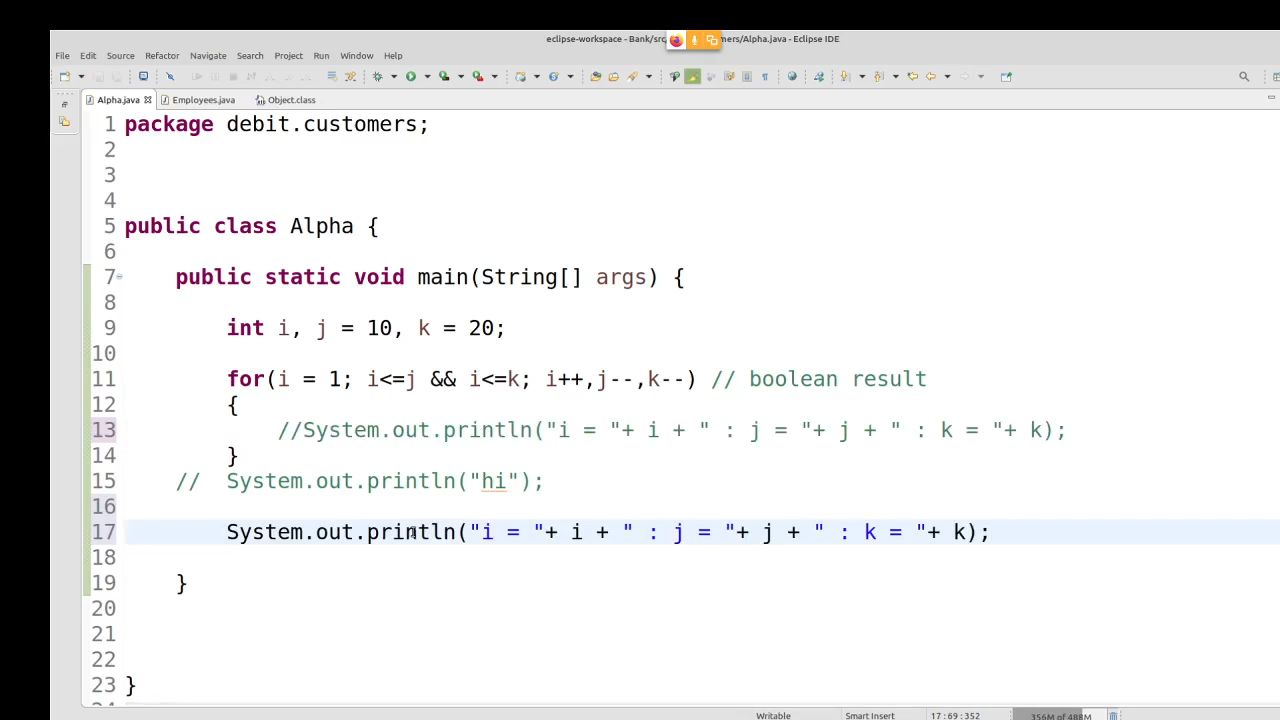 eclipse-workspace - Bank/src mers/Alpha.java - Eclipse IDE
File Edit Source Refactor Navigate Search Project Run Window Help
Alpha.java Employees.java Object.class
1 package debit.customers;
2
3
4
5 public class Alpha {
6
7 public static void main(String[] args) {
8
9 int i, j = 10, k = 20;
10
11 for(i = 1; i<=j && i<=k; i++,j--,k--) // boolean result
12 {
13 //System.out.println("i = "+ i + " : j = "+ j + " : k = "+ k);
14 }
15 // System.out.println("hi");
16
17 System.out.println("i = "+ i + " : j = "+ j + " : k = "+ k);
18
19 }
20
21
22
23 }
Writable Smart Insert 17:69:352 356M of 488M